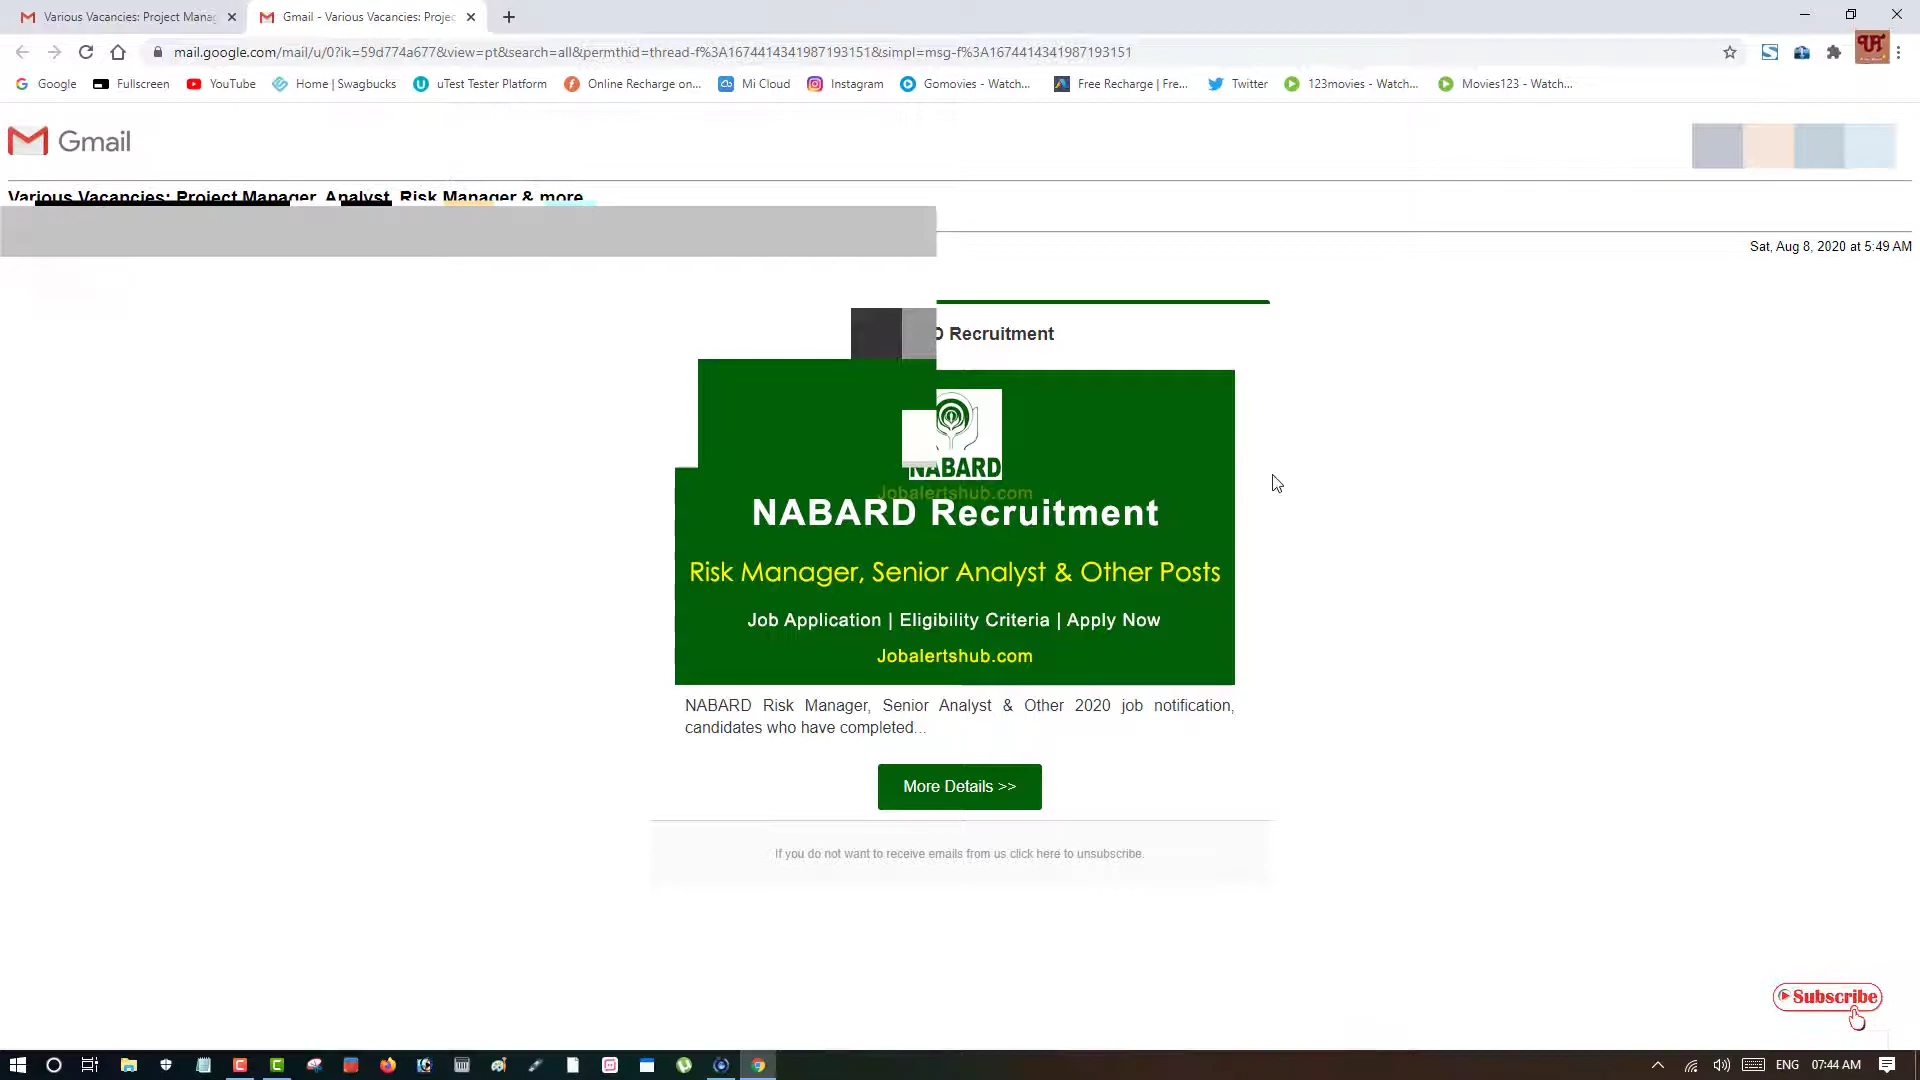 Various Vacancies: Project Mana
Gmail - Various Vacancies: Projec
mail.google.com/mail/u/0?ik=59d774a677&view=pt&search=all&permthid=thread-f%3A1674414341987193151&simpl=msg-f%3A1674414341987193151
Google
Fullscreen
YouTube
Home | Swagbucks
uTest Tester Platform
Online Recharge on...
Mi Cloud
Instagram
Gomovies - Watch...
Free Recharge | Fre...
Twitter
123movies - Watch...
Movies123 - Watch...
Gmail
Various Vacancies: Project Manager, Analyst, Risk Manager & more
Sat, Aug 8, 2020 at 5:49 AM
D Recruitment
NABARD
Jobalertshub.com
NABARD Recruitment
Risk Manager, Senior Analyst & Other Posts
Job Application | Eligibility Criteria | Apply Now
Jobalertshub.com
NABARD Risk Manager, Senior Analyst & Other 2020 job notification,
candidates who have completed...
More Details >>
If you do not want to receive emails from us click here to unsubscribe.
Subscribe
ENG
07:44 AM